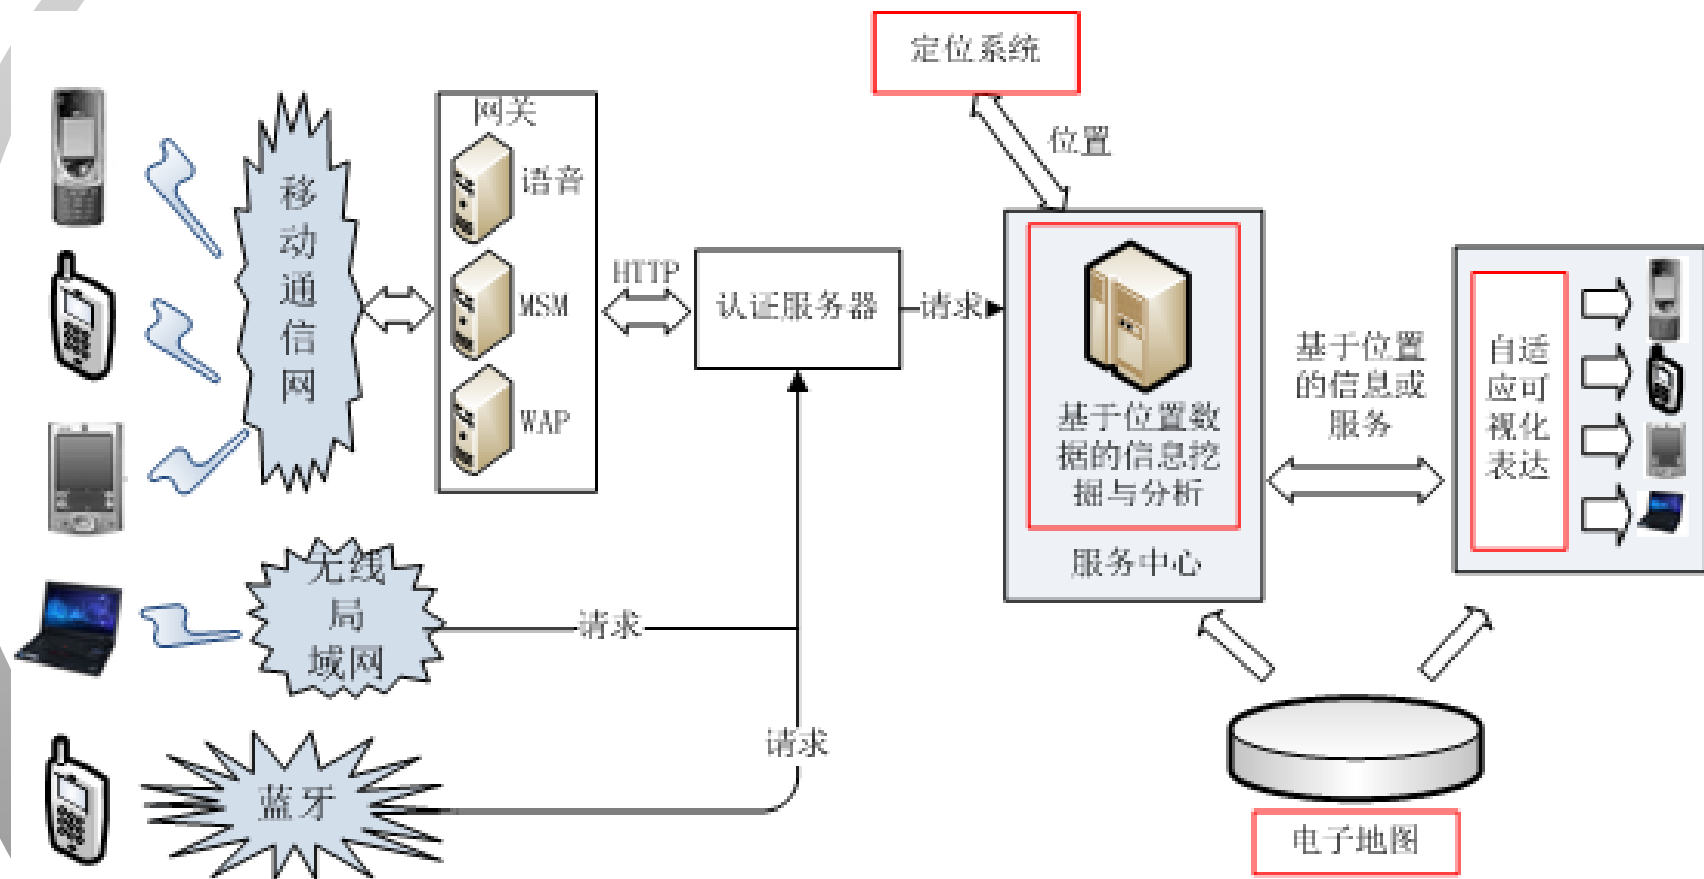 定位系统
位置
网关
语音
MSM
WAP
移
动
通
信
网
HTTP
认证服务器
请求
基于位置数
据的信息挖
掘与分析
服务中心
基于位置
的信息或
服务
自适
应可
视化
表达
无线
局
域网
请求
请求
蓝牙
电子地图